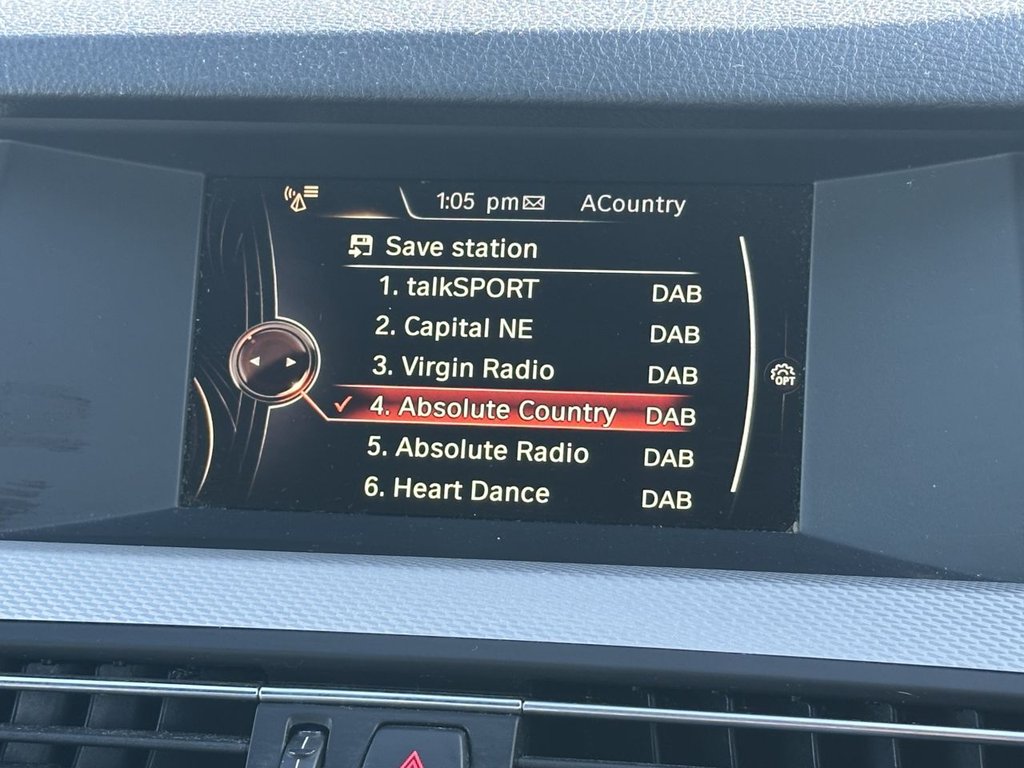 1:05 pm ACountry
Save station
1. talkSPORT DAB
2. Capital NE DAB
3. Virgin Radio DAB
4. Absolute Country DAB
5. Absolute Radio DAB
6. Heart Dance DAB
OPT